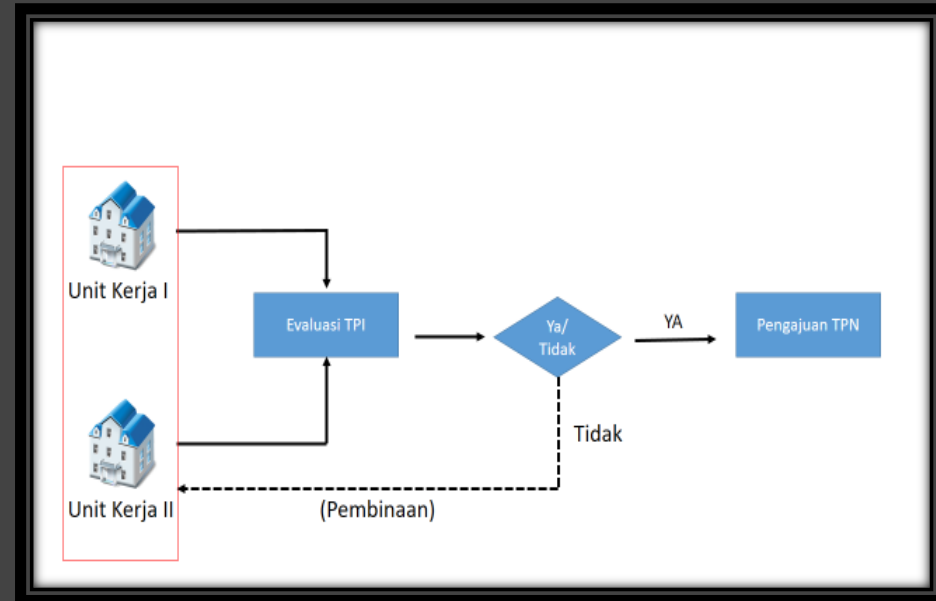 Unit Kerja I
Evaluasi TPI
Ya/
Tidak
YA
Pengajuan TPN
Tidak
Unit Kerja II
(Pembinaan)